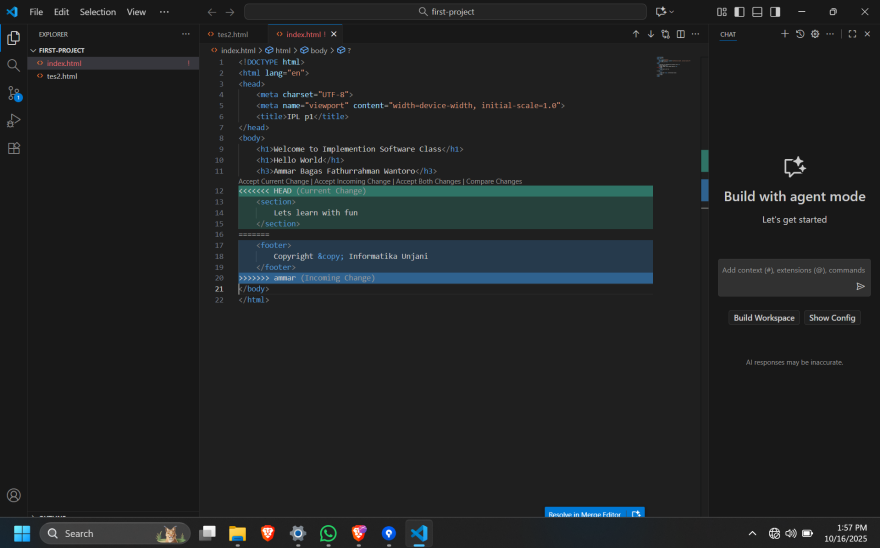 File Edit Selection View ···
first-project
EXPLORER ···
FIRST-PROJECT
index.html !
tes2.html
1
tes2.html
index.html !
index.html > html > body > ?
1 <!DOCTYPE html>
2 <html lang="en">
3 <head>
4 <meta charset="UTF-8">
5 <meta name="viewport" content="width=device-width, initial-scale=1.0">
6 <title>IPL p1</title>
7 </head>
8 <body>
9 <h1>Welcome to Implemention Software Class</h1>
10 <h1>Hello World</h1>
11 <h3>Ammar Bagas Fathurrahman Wantoro</h3>
Accept Current Change | Accept Incoming Change | Accept Both Changes | Compare Changes
12 <<<<<<< HEAD (Current Change)
13 <section>
14 Lets learn with fun
15 </section>
16 =======
17 <footer>
18 Copyright &copy; Informatika Unjani
19 </footer>
20 >>>>>>> ammar (Incoming Change)
21 </body>
22 </html>
Resolve in Merge Editor
CHAT
Build with agent mode
Let's get started
Add context (#), extensions (@), commands
Build Workspace Show Config
AI responses may be inaccurate.
Search
1:57 PM
10/16/2025